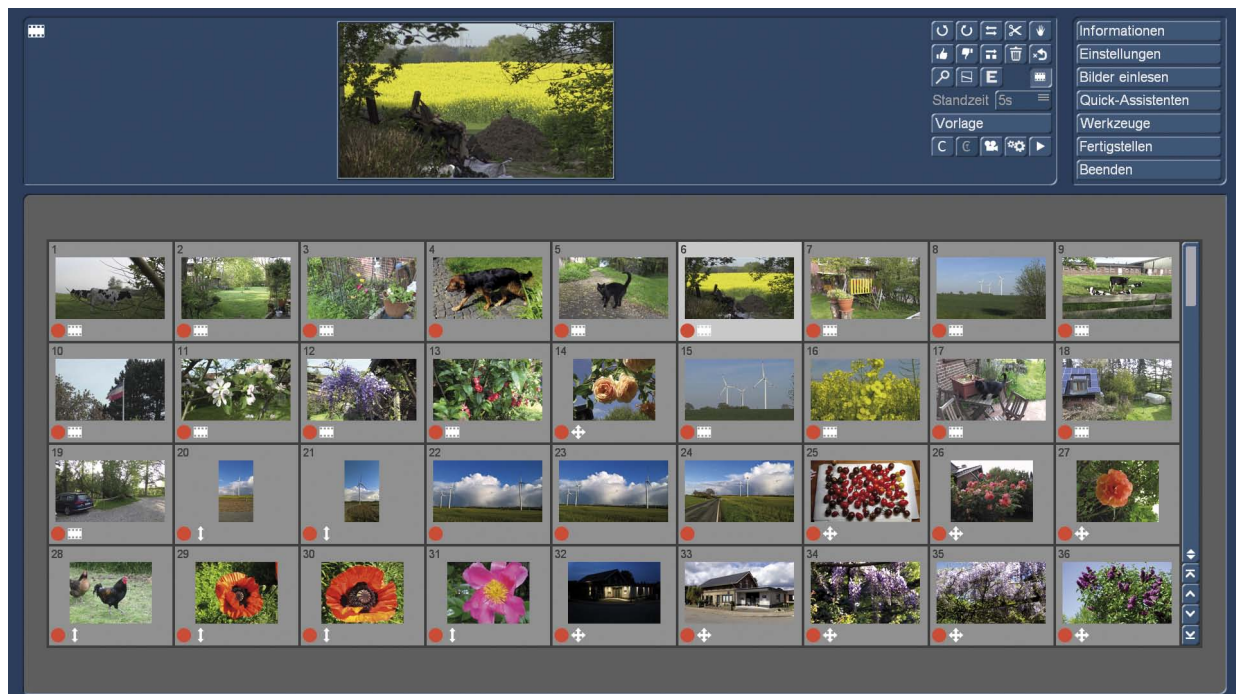 Informationen
Einstellungen
Bilder einlesen
E
Standzeit 5s
Quick-Assistenten
Vorlage
Werkzeuge
C C
Fertigstellen
Beenden
1 2 3 4 5 6 7 8 9
10 11 12 13 14 15 16 17 18
19 20 21 22 23 24 25 26 27
28 29 30 31 32 33 34 35 36